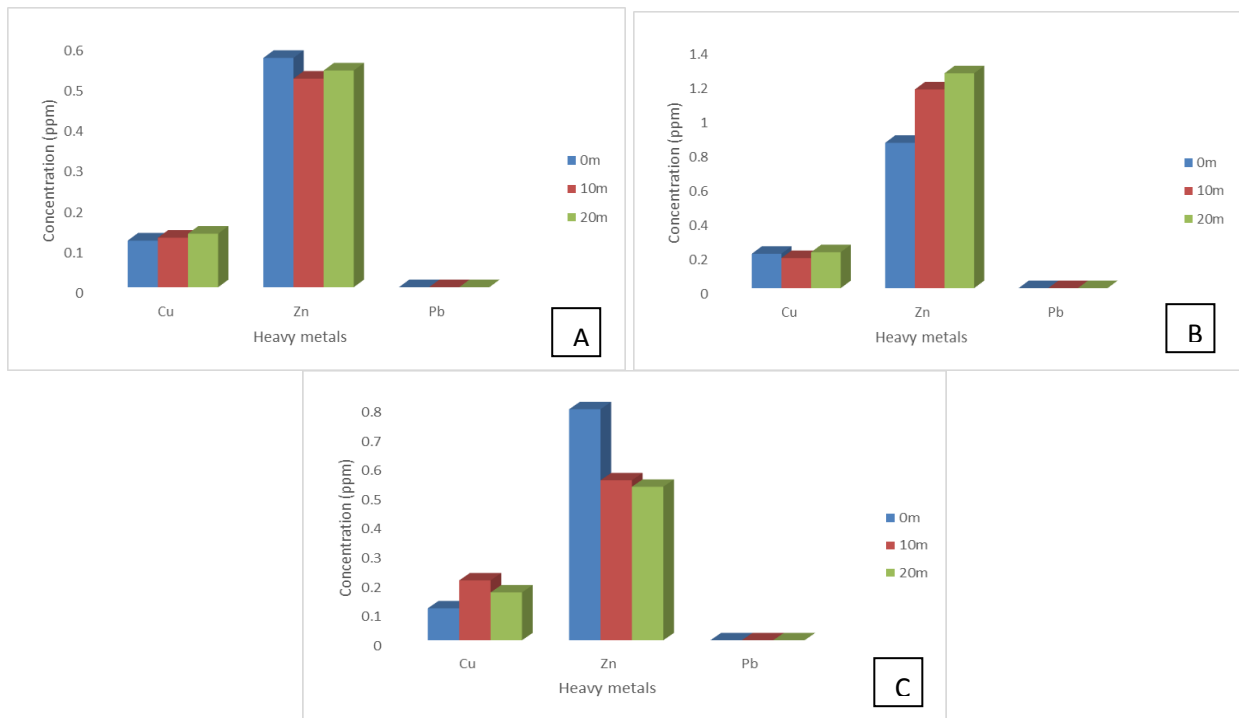 0.6
0.5
0.4
0.3
0.2
0.1
0
Concentration (ppm)
Cu Zn Pb
Heavy metals
0m
10m
20m
A
1.4
1.2
1
0.8
0.6
0.4
0.2
0
Concentration (ppm)
Cu Zn Pb
Heavy metals
0m
10m
20m
B
0.8
0.7
0.6
0.5
0.4
0.3
0.2
0.1
0
Concentration (ppm)
Cu Zn Pb
Heavy metals
0m
10m
20m
C